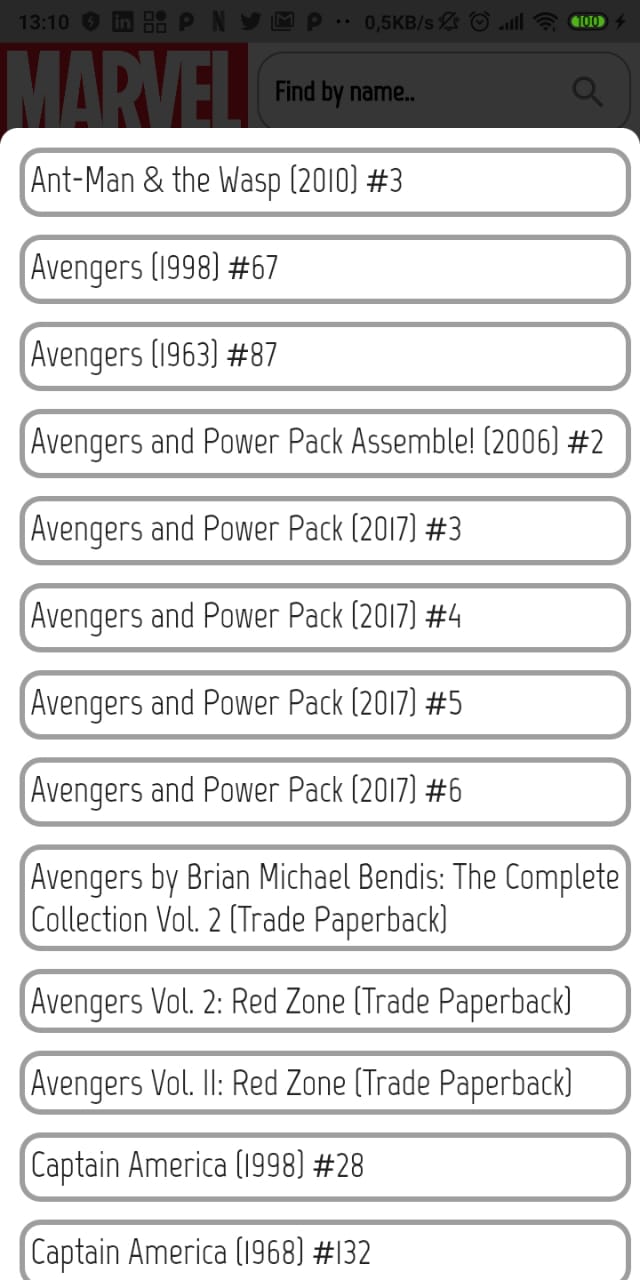 13:10 0,5KB/s 100
MARVEL
Find by name..
Ant-Man & the Wasp (2010) #3
Avengers (1998) #67
Avengers (1963) #87
Avengers and Power Pack Assemble! (2006) #2
Avengers and Power Pack (2017) #3
Avengers and Power Pack (2017) #4
Avengers and Power Pack (2017) #5
Avengers and Power Pack (2017) #6
Avengers by Brian Michael Bendis: The Complete
Collection Vol. 2 (Trade Paperback)
Avengers Vol. 2: Red Zone (Trade Paperback)
Avengers Vol. II: Red Zone (Trade Paperback)
Captain America (1998) #28
Captain America (1968) #132